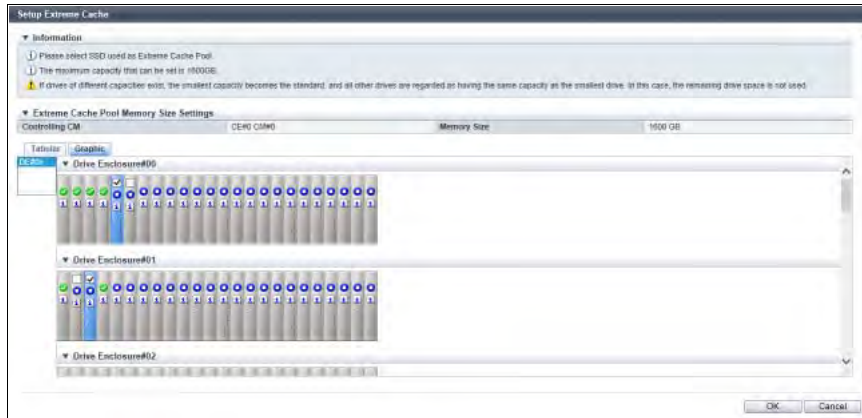 Setup Extreme Cache
Information
Please select SSD used as Extreme Cache Pool.
The maximum capacity that can be set is 1600GB.
If drives of different capacities exist, the smallest capacity becomes the standard, and all other drives are regarded as having the same capacity as the smallest drive. In this case, the remaining drive space is not used.
Extreme Cache Pool Memory Size Settings
Controlling CM CE#0 CM#0 Memory Size 1600 GB
Tabular Graphic
Drive Enclosure#00
Drive Enclosure#01
Drive Enclosure#02
OK Cancel